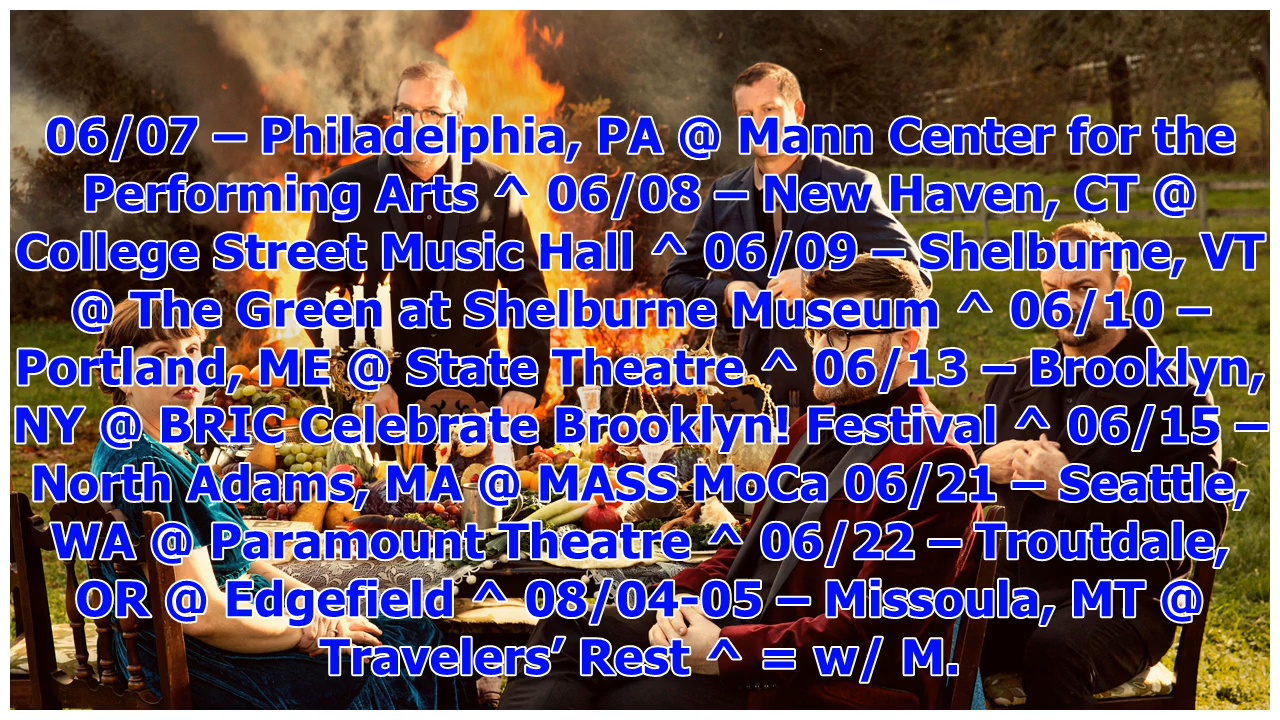 06/07 – Philadelphia, PA @ Mann Center for the
Performing Arts ^ 06/08 – New Haven, CT @
College Street Music Hall ^ 06/09 – Shelburne, VT
@ The Green at Shelburne Museum ^ 06/10 –
Portland, ME @ State Theatre ^ 06/13 – Brooklyn,
NY @ BRIC Celebrate Brooklyn! Festival ^ 06/15 –
North Adams, MA @ MASS MoCa 06/21 – Seattle,
WA @ Paramount Theatre ^ 06/22 – Troutdale,
OR @ Edgefield ^ 08/04-05 – Missoula, MT @
Travelers’ Rest ^ = w/ M.